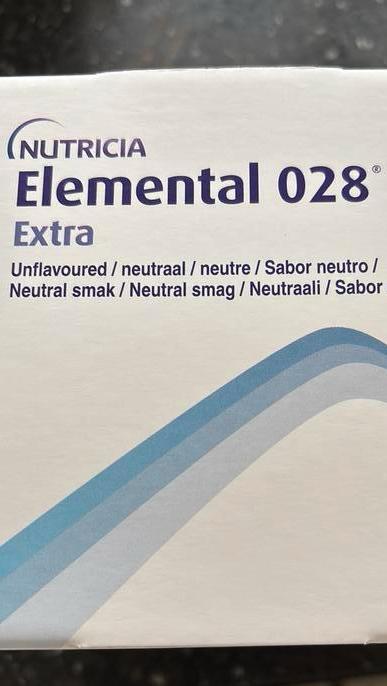 NUTRICIA
Elemental 028®
Extra
Unflavoured / neutraal / neutre / Sabor neutro /
Neutral smak / Neutral smag / Neutraali / Sabor